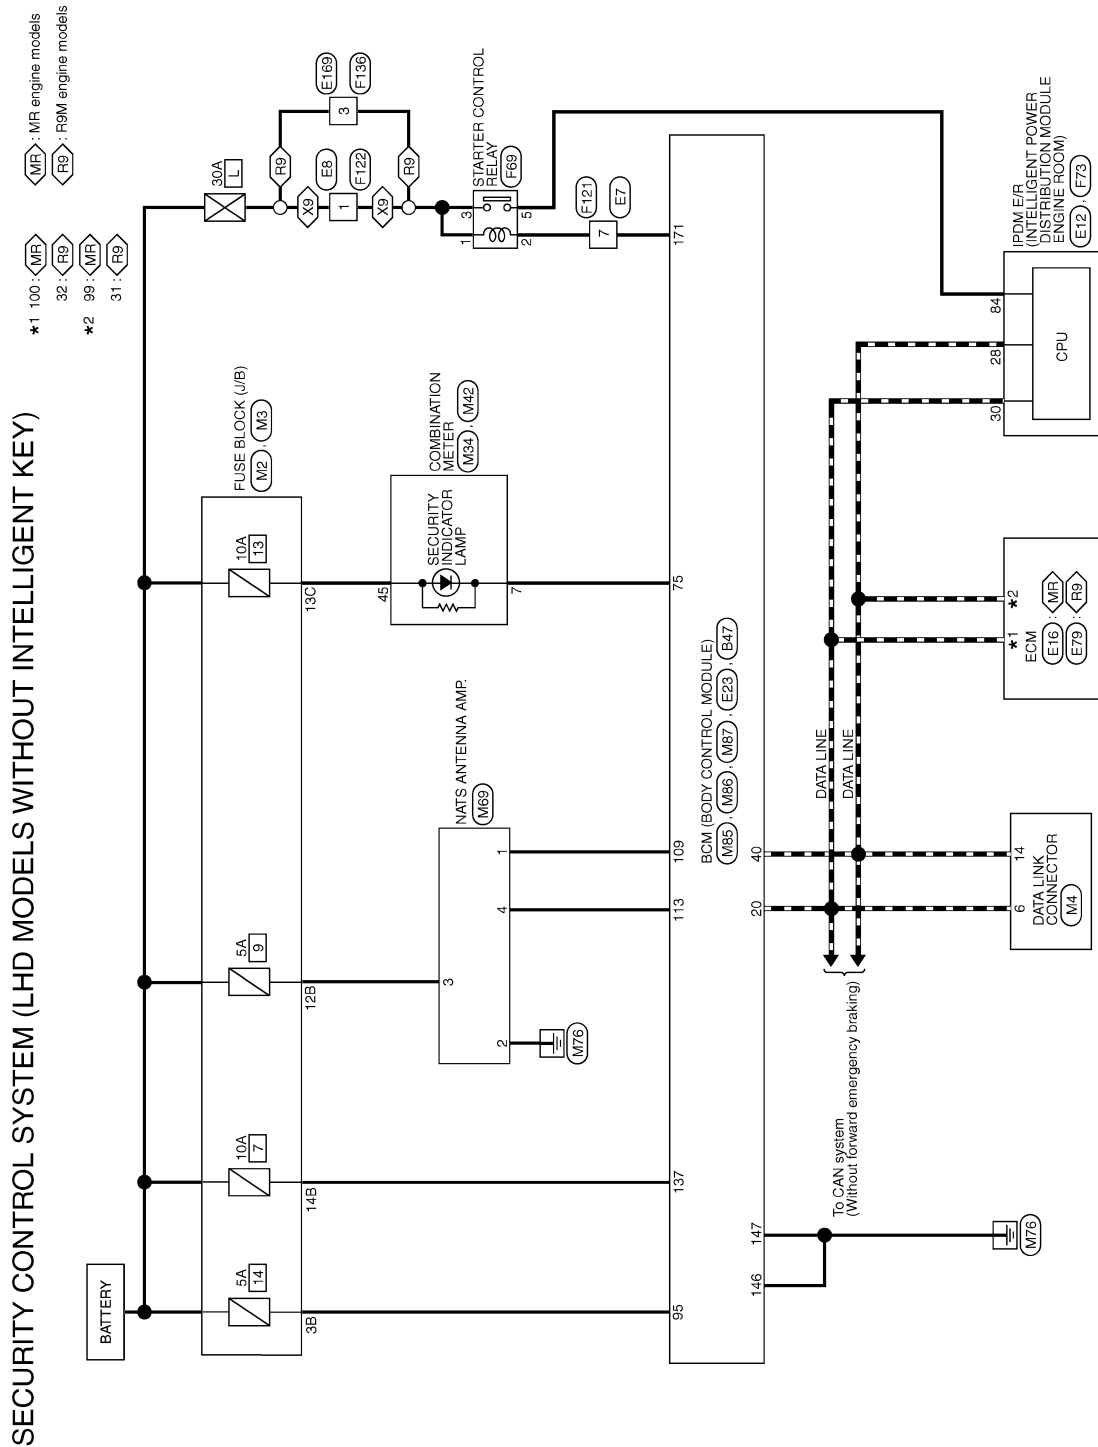 SECURITY CONTROL SYSTEM (LHD MODELS WITHOUT INTELLIGENT KEY)
*1 100 : MR
32 : R9
*2 99 : MR
31 : R9
MR : MR engine models
R9 : R9M engine models
BATTERY
5A
14
10A
7
5A
9
10A
13
FUSE BLOCK (J/B)
M2 , M3
30A
L
3B
14B
12B
13C
R9
X9
E8
1
F122
X9
R9
E169
3
F136
STARTER CONTROL
RELAY
F69
1
3
2
5
F121
7
E7
COMBINATION
METER
M34 , M42
SECURITY
INDICATOR
LAMP
45
7
NATS ANTENNA AMP.
M69
3
2
4
1
M76
95
137
113
109
75
171
BCM (BODY CONTROL MODULE)
M85 , M86 , M87 , E23 , B47
146
147
20
40
DATA LINE
DATA LINE
To CAN system
(Without forward emergency braking)
M76
6
14
DATA LINK
CONNECTOR
M4
*1
*2
ECM
E16 : MR
E79 : R9
30
28
84
CPU
IPDM E/R
(INTELLIGENT POWER
DISTRIBUTION MODULE
ENGINE ROOM)
E12 , F73